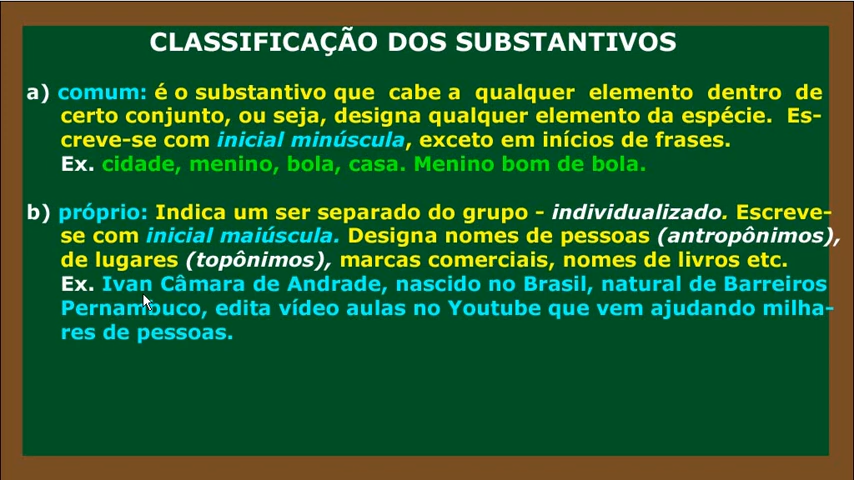 CLASSIFICAÇÃO DOS SUBSTANTIVOS
a) comum: é o substantivo que cabe a qualquer elemento dentro de
certo conjunto, ou seja, designa qualquer elemento da espécie. Es-
creve-se com inicial minúscula, exceto em inícios de frases.
Ex. cidade, menino, bola, casa. Menino bom de bola.
b) próprio: Indica um ser separado do grupo - individualizado. Escreve-
se com inicial maiúscula. Designa nomes de pessoas (antropônimos),
de lugares (topônimos), marcas comerciais, nomes de livros etc.
Ex. Ivan Câmara de Andrade, nascido no Brasil, natural de Barreiros
Pernambuco, edita vídeo aulas no Youtube que vem ajudando milha-
res de pessoas.